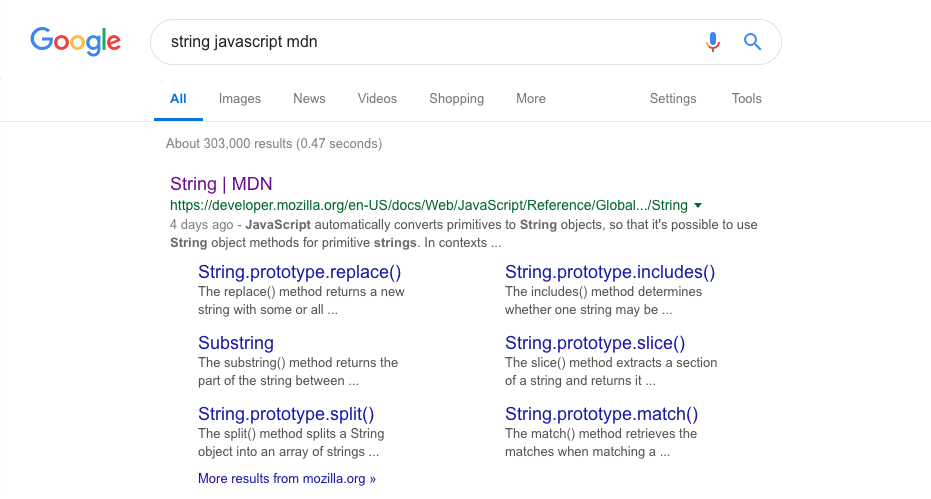 Google
string javascript mdn
All Images News Videos Shopping More Settings Tools
About 303,000 results (0.47 seconds)
String | MDN
https://developer.mozilla.org/en-US/docs/Web/JavaScript/Reference/Global.../String
4 days ago - JavaScript automatically converts primitives to String objects, so that it's possible to use
String object methods for primitive strings. In contexts ...
String.prototype.replace()
The replace() method returns a new
string with some or all ...
String.prototype.includes()
The includes() method determines
whether one string may be ...
Substring
The substring() method returns the
part of the string between ...
String.prototype.slice()
The slice() method extracts a section
of a string and returns it ...
String.prototype.split()
The split() method splits a String
object into an array of strings ...
String.prototype.match()
The match() method retrieves the
matches when matching a ...
More results from mozilla.org »